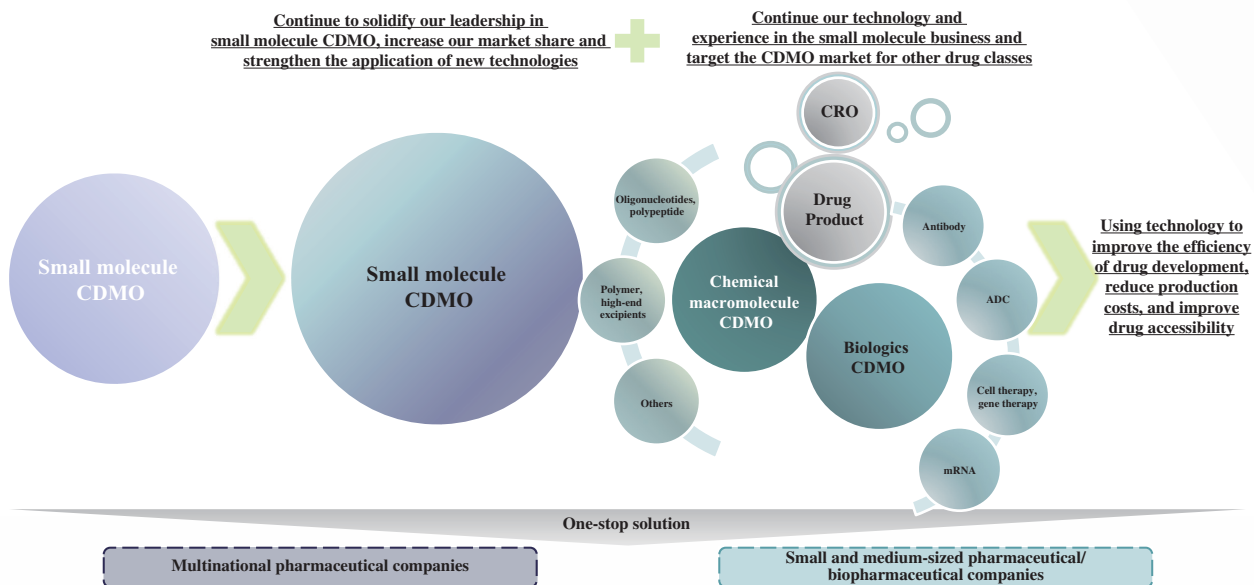 Continue to solidify our leadership in
small molecule CDMO, increase our market share and
strengthen the application of new technologies
Continue our technology and
experience in the small molecule business and
target the CDMO market for other drug classes
Small molecule
CDMO
Small molecule
CDMO
Oligonucleotides,
polypeptide
Polymer,
high-end
excipients
Others
Chemical
macromolecule
CDMO
CRO
Drug
Product
Biologics
CDMO
Antibody
ADC
Cell therapy,
gene therapy
mRNA
Using technology to
improve the efficiency
of drug development,
reduce production
costs, and improve
drug accessibility
One-stop solution
Multinational pharmaceutical companies
Small and medium-sized pharmaceutical/
biopharmaceutical companies